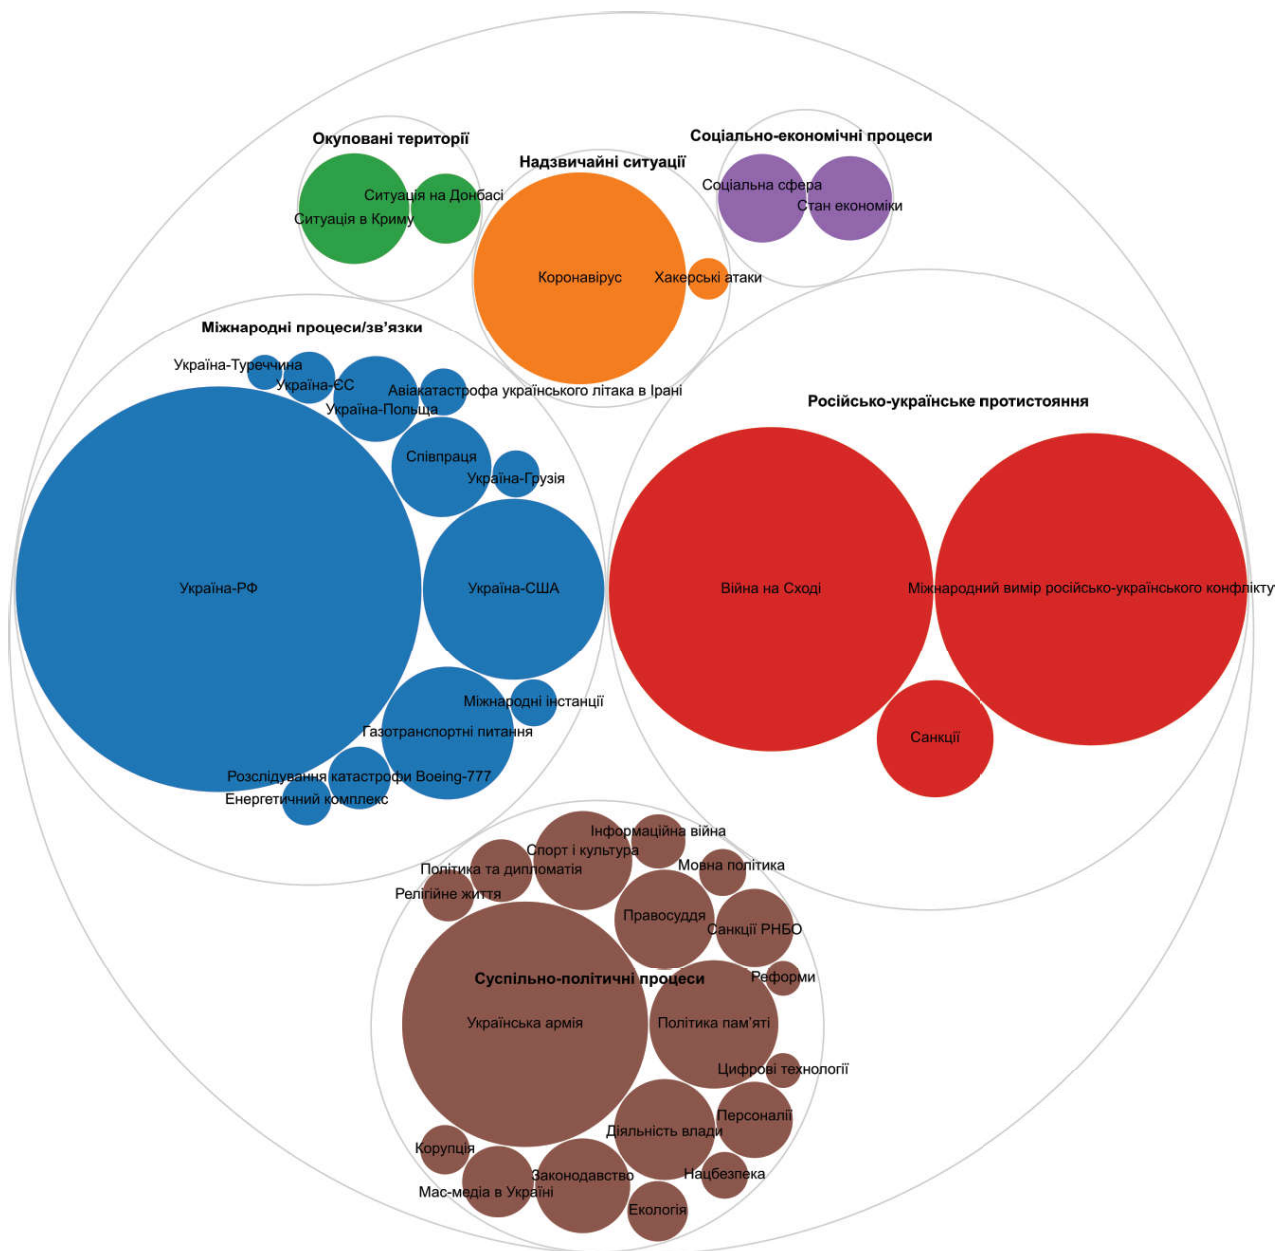 Окуповані території
Ситуація на Донбасі
Ситуація в Криму
Надзвичайні ситуації
Коронавірус
Хакерські атаки
Соціально-економічні процеси
Соціальна сфера
Стан економіки
Міжнародні процеси/зв’язки
Україна-Туреччина
Україна-ЄС
Україна-Польща
Авіакатастрофа українського літака в Ірані
Співпраця
Україна-Грузія
Україна-РФ
Україна-США
Міжнародні інстанції
Газотранспортні питання
Розслідування катастрофи Boeing-777
Енергетичний комплекс
Російсько-українське протистояння
Війна на Сході
Міжнародний вимір російсько-українського конфлікту
Санкції
Інформаційна війна
Спорт і культура
Політика та дипломатія
Мовна політика
Релігійне життя
Правосуддя
Санкції РНБО
Суспільно-політичні процеси
Реформи
Українська армія
Політика пам’яті
Цифрові технології
Персоналії
Діяльність влади
Корупція
Законодавство
Нацбезпека
Мас-медіа в Україні
Екологія